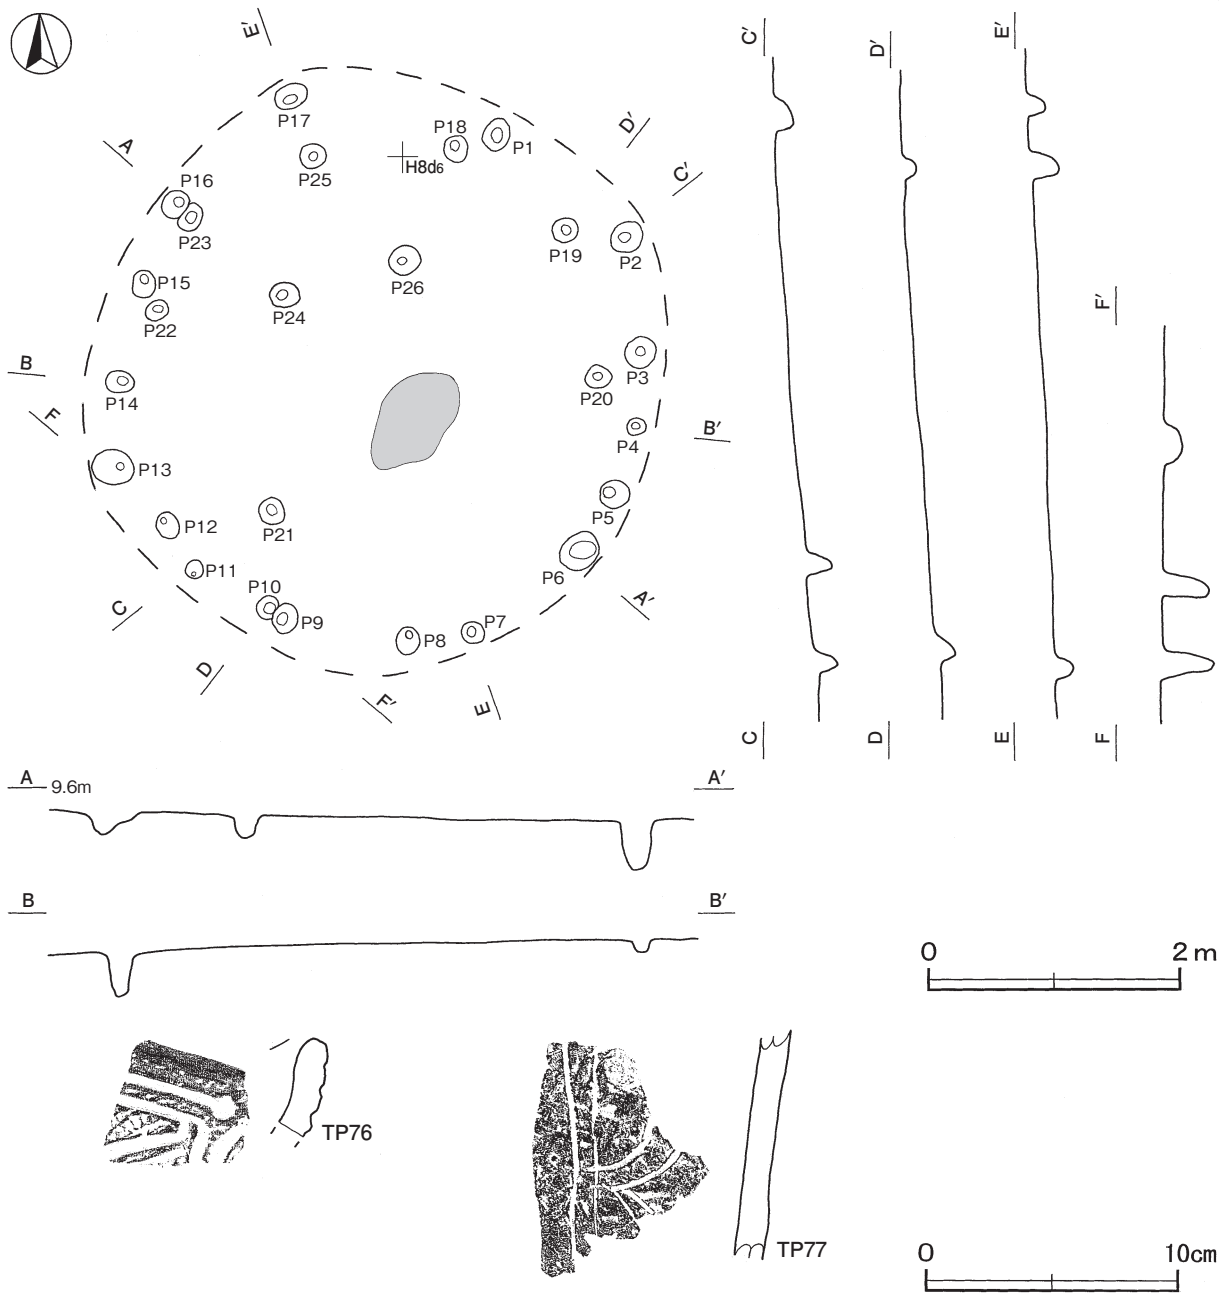 E′
C′
D′
E′
P17
P18
P1
D′
A
H8d6
P25
C′
P16
P23
P19
P2
P15
P26
P22
P24
F′
B
P3
P14
P20
F
B′
P4
P13
P5
P12
P21
P11
P6
P10
A′
C
P9
P8
P7
D
F′
E
C
D
E
F
A
9.6m
A′
B
B′
0
2m
TP76
TP77
0
10cm